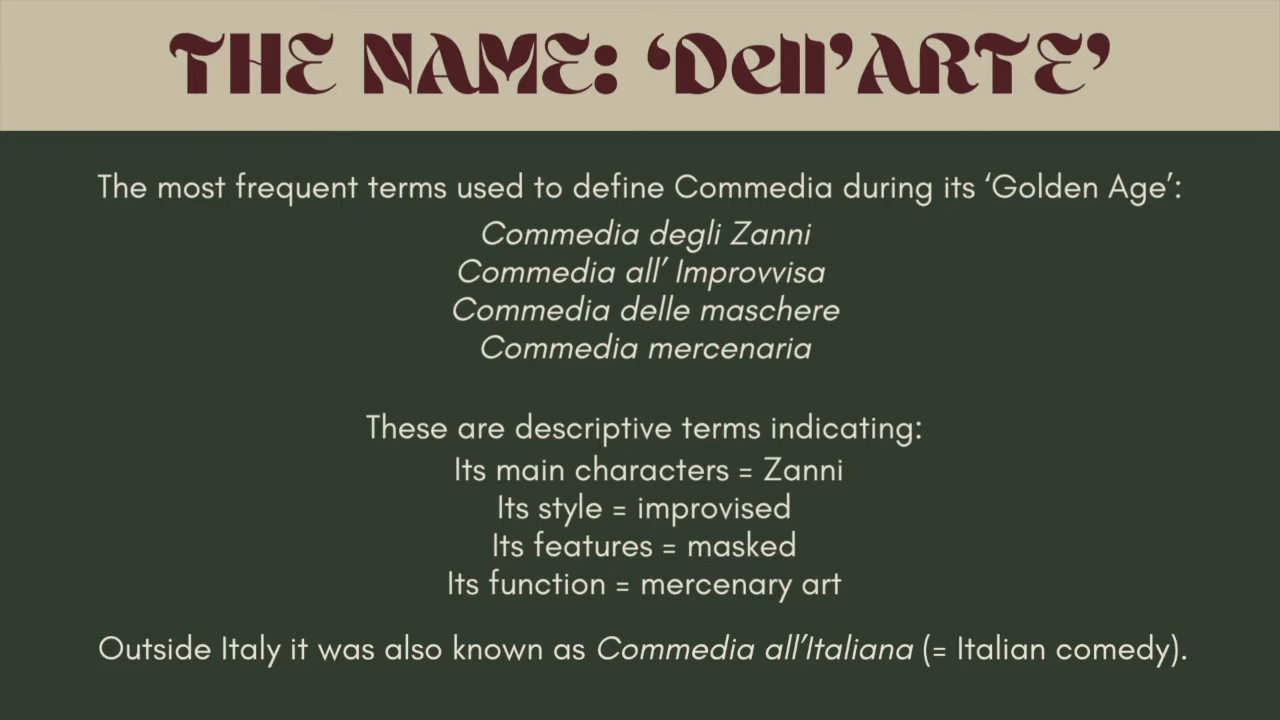 THE NAME: ‘Dell’ARTE’
The most frequent terms used to define Commedia during its ‘Golden Age’:
Commedia degli Zanni
Commedia all’ Improvvisa
Commedia delle maschere
Commedia mercenaria
These are descriptive terms indicating:
Its main characters = Zanni
Its style = improvised
Its features = masked
Its function = mercenary art
Outside Italy it was also known as Commedia all’Italiana (= Italian comedy).